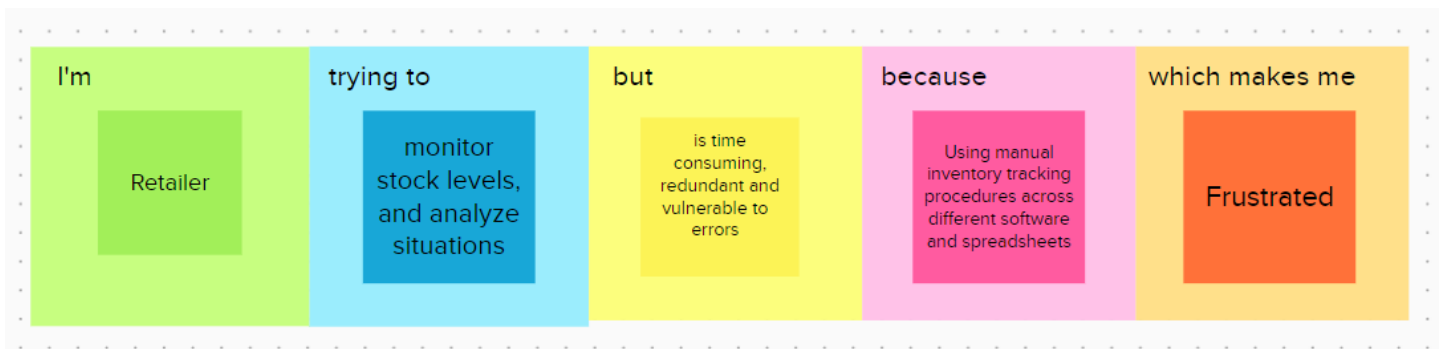 I'm
Retailer
trying to
monitor
stock levels,
and analyze
situations
but
is time
consuming,
redundant and
vulnerable to
errors
because
Using manual
inventory tracking
procedures across
different software
and spreadsheets
which makes me
Frustrated